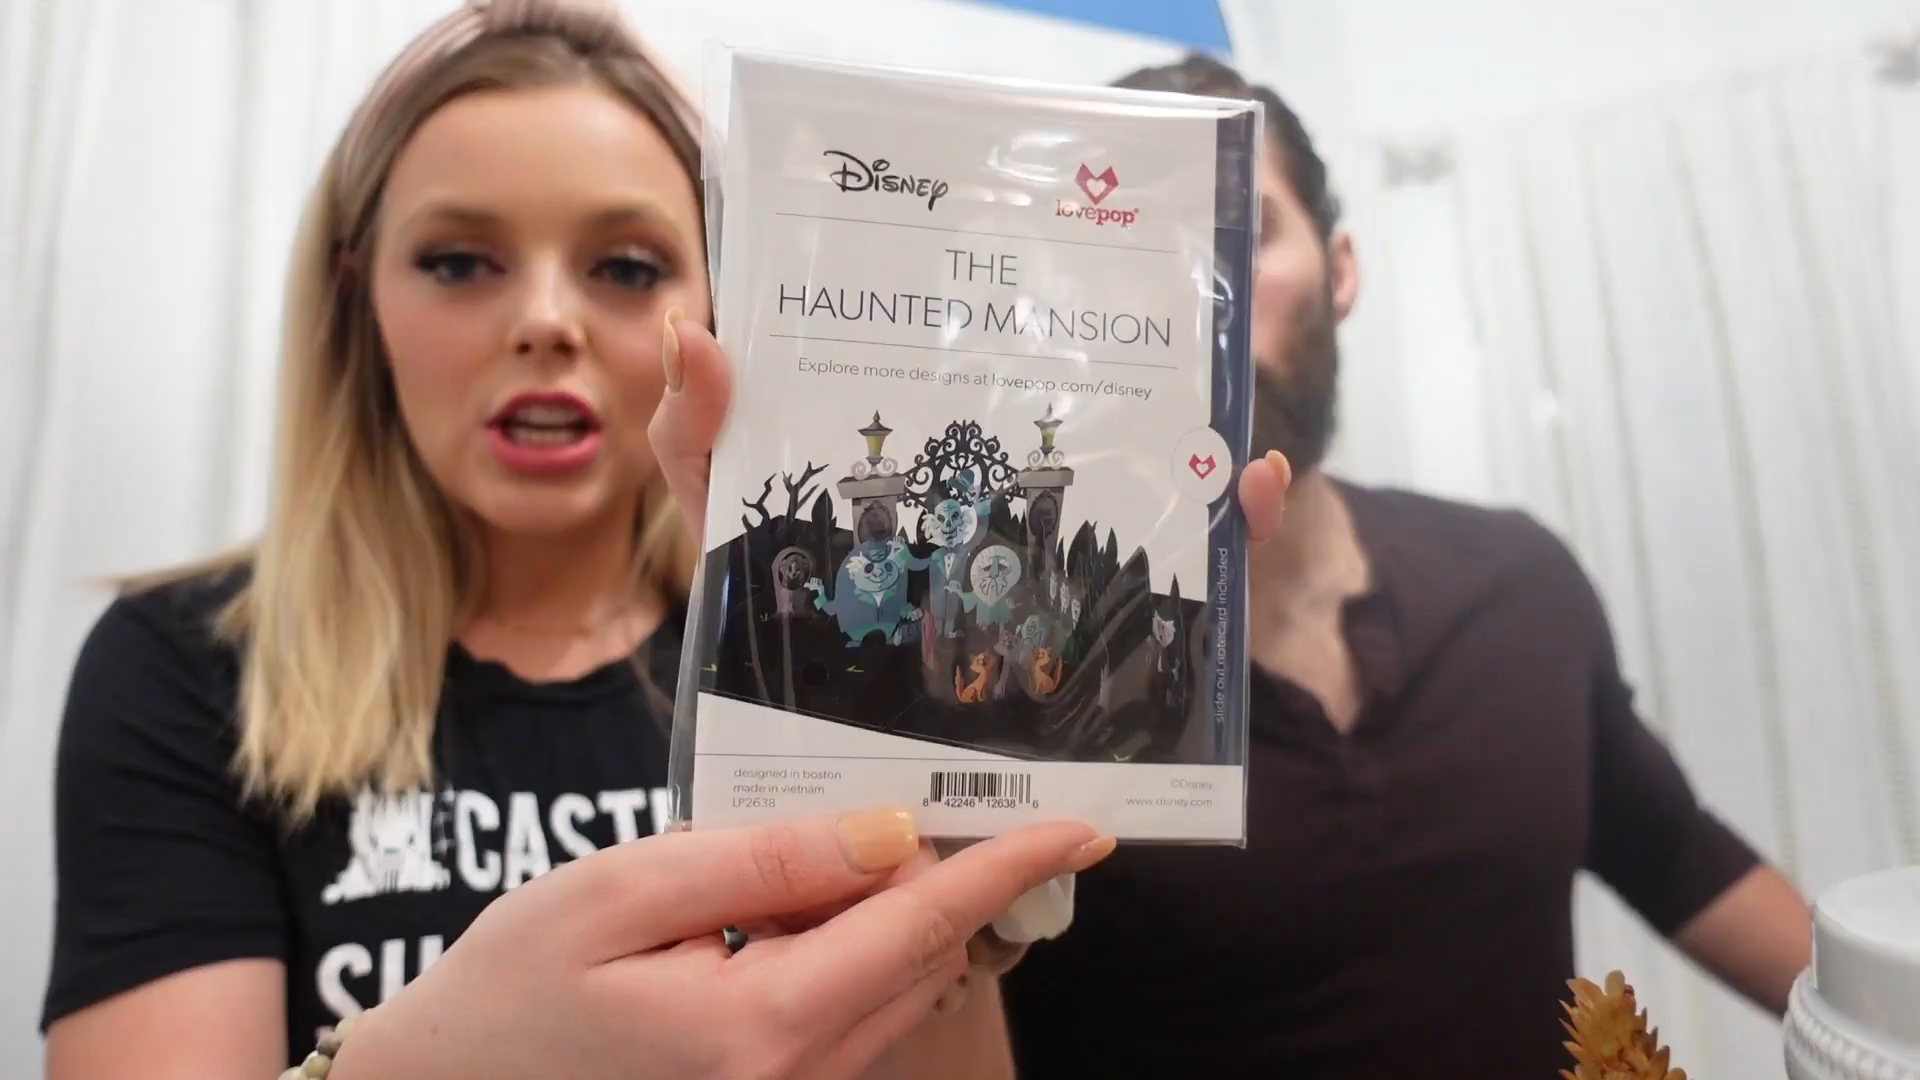 Disney
lovepop®
THE
HAUNTED MANSION
Explore more designs at lovepop.com/disney
slide out notecard included
designed in boston
made in vietnam
LP2638
8 42246 12638 6
©Disney
www.disney.com